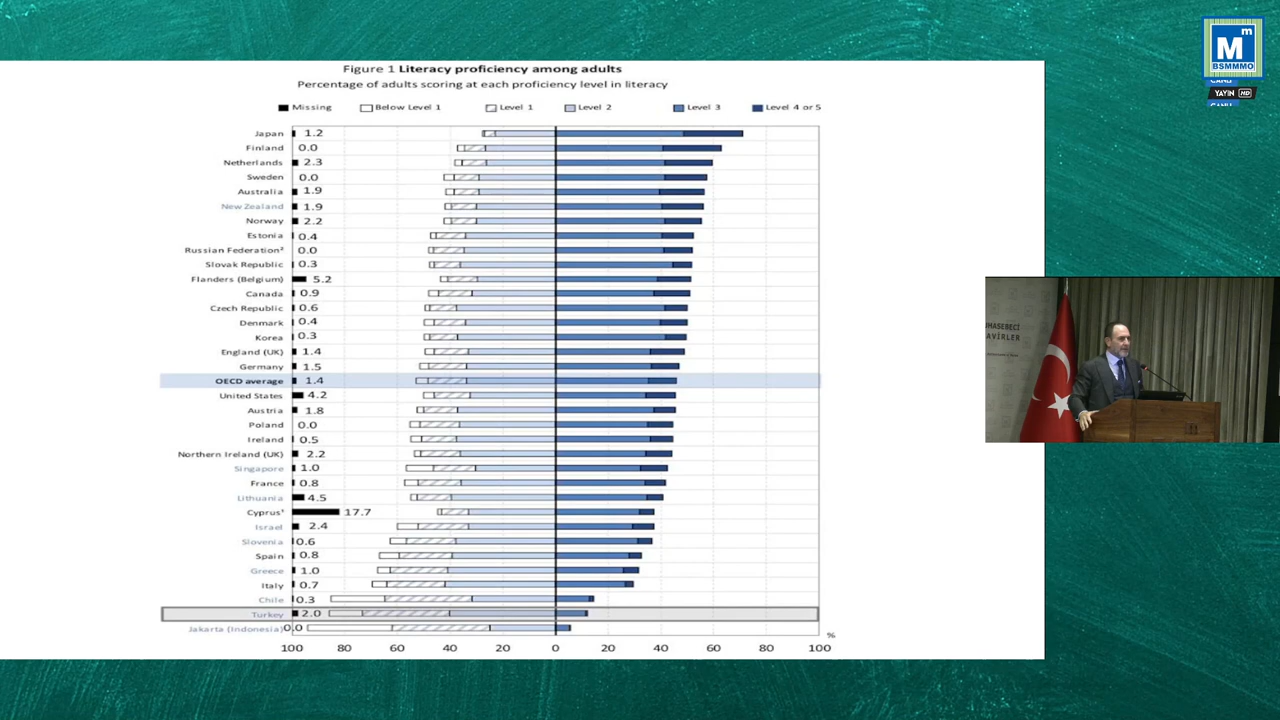 Figure 1 Literacy proficiency among adults
Percentage of adults scoring at each proficiency level in literacy
Missing Below Level 1 Level 1 Level 2 Level 3 Level 4 or 5
Japan 1.2
Finland 0.0
Netherlands 2.3
Sweden 0.0
Australia 1.9
New Zealand 1.9
Norway 2.2
Estonia 0.4
Russian Federation² 0.0
Slovak Republic 0.3
Flanders (Belgium) 5.2
Canada 0.9
Czech Republic 0.6
Denmark 0.4
Korea 0.3
England (UK) 1.4
Germany 1.5
OECD average 1.4
United States 4.2
Austria 1.8
Poland 0.0
Ireland 0.5
Northern Ireland (UK) 2.2
Singapore 1.0
France 0.8
Lithuania 4.5
Cyprus¹ 17.7
Israel 2.4
Slovenia 0.6
Spain 0.8
Greece 1.0
Italy 0.7
Chile 0.3
Turkey 2.0
Jakarta (Indonesia) 0.0
%
100 80 60 40 20 0 20 40 60 80 100
Mm
BSMMMO
CANLI
YAYIN HD
CANLI